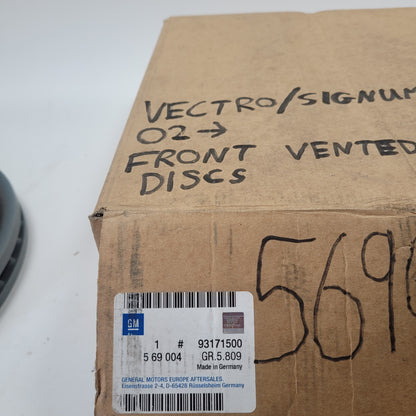 VECTRO/SIGNUM
02→
FRONT VENTED
DISCS
569
GM
1 # 93171500
5 69 004 GR.5.809
Made in Germany
GENERAL MOTORS EUROPE AFTERSALES
Eisenstrasse 2-4, D-65428 Rüsselsheim Germany